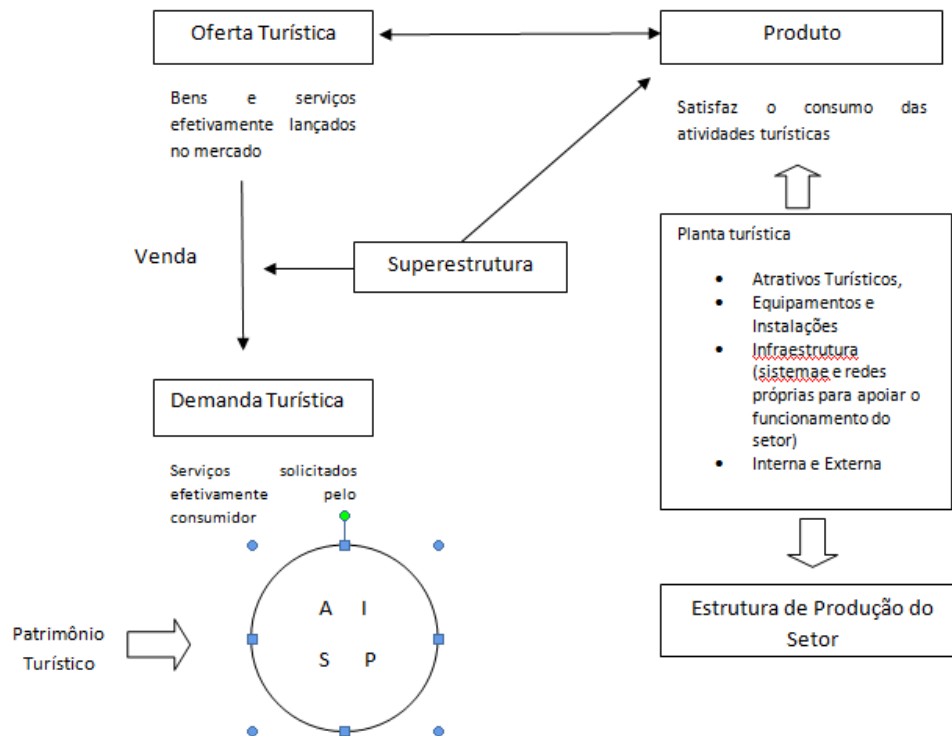 Oferta Turística
Produto
Bens e serviços
efetivamente lançados
no mercado
Satisfaz o consumo das
atividades turísticas
Venda
Superestrutura
Planta turística
Atrativos Turísticos,
Equipamentos e
Instalações
Infraestrutura
(sistemae e redes
próprias para apoiar o
funcionamento do
setor)
Interna e Externa
Demanda Turística
Serviços solicitados
efetivamente pelo
consumidor
Estrutura de Produção do
Setor
Patrimônio
Turístico
A I
S P